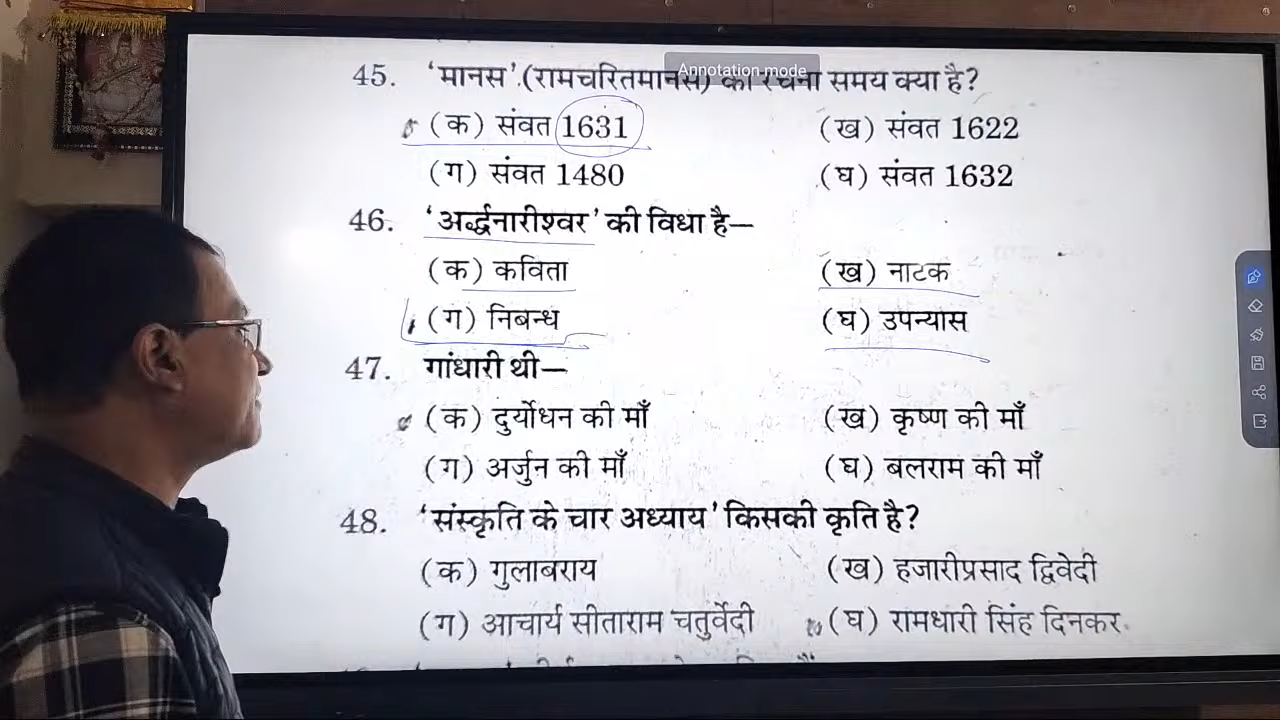 Annotation mode
45. 'मानस' (रामचरितमानस) का रचना समय क्या है?
(क) संवत 1631 (ख) संवत 1622
(ग) संवत 1480 (घ) संवत 1632
46. 'अर्द्धनारीश्वर' की विधा है—
(क) कविता (ख) नाटक
(ग) निबन्ध (घ) उपन्यास
47. गांधारी थी—
(क) दुर्योधन की माँ (ख) कृष्ण की माँ
(ग) अर्जुन की माँ (घ) बलराम की माँ
48. 'संस्कृति के चार अध्याय' किसकी कृति है?
(क) गुलाबराय (ख) हजारीप्रसाद द्विवेदी
(ग) आचार्य सीताराम चतुर्वेदी (घ) रामधारी सिंह दिनकर